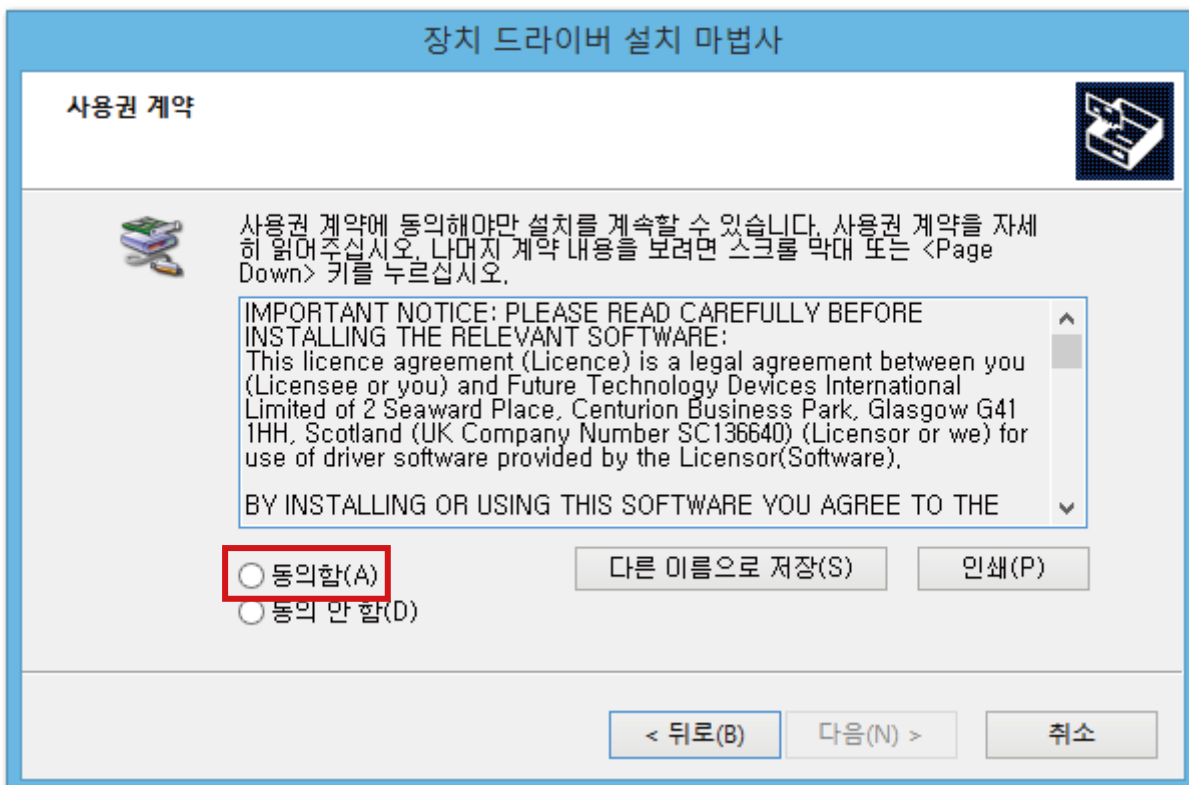 장치 드라이버 설치 마법사
사용권 계약
사용권 계약에 동의해야만 설치를 계속할 수 있습니다. 사용권 계약을 자세
히 읽어주십시오. 나머지 계약 내용을 보려면 스크롤 막대 또는 <Page
Down> 키를 누르십시오.
IMPORTANT NOTICE: PLEASE READ CAREFULLY BEFORE
INSTALLING THE RELEVANT SOFTWARE:
This licence agreement (Licence) is a legal agreement between you
(Licensee or you) and Future Technology Devices International
Limited of 2 Seaward Place, Centurion Business Park, Glasgow G41
1HH, Scotland (UK Company Number SC136640) (Licensor or we) for
use of driver software provided by the Licensor(Software).
BY INSTALLING OR USING THIS SOFTWARE YOU AGREE TO THE
동의함(A) 다른 이름으로 저장(S) 인쇄(P)
동의 안 함(D)
< 뒤로(B) 다음(N) > 취소